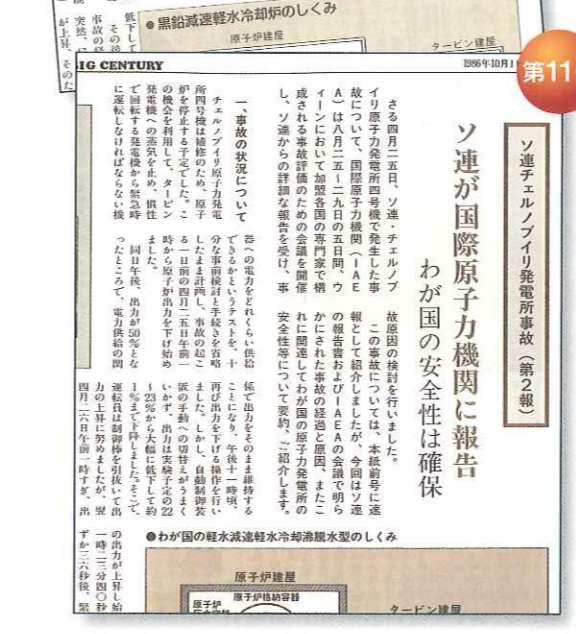 ●黒鉛減速軽水冷却炉のしくみ
原子炉建屋
タービン建屋
低下して
その後
事故の経
突然、
が上昇、そのた
IG CENTURY
1986年10月1
第11
ソ連チェルノブイリ発電所事故(第2報)
ソ連が国際原子力機関に報告
わが国の安全性は確保
さる四月二五日、ソ連・チェルノブ
イリ原子力発電所四号機で発生した事
故について、国際原子力機関(IAE
A)は八月二五〜二九日の五日間、ウ
ィーンにおいて加盟各国の専門家で構
成される事故評価のための会議を開催
し、ソ連からの詳細な報告を受け、事
故原因の検討を行いました。
この事故については、本紙前号に速
報として紹介しましたが、今回はソ連
の報告書およびIAEAの会議で明ら
かにされた事故の経過と原因、またこ
れに関連してわが国の原子力発電所の
安全性等について要約、ご紹介します。
一、事故の状況について
チェルノブイリ原子力発電
所四号機は補修のため、原子
炉を停止する予定でした。こ
の機会を利用して、タービン
発電機への蒸気を止め、慣性
で回転する発電機から緊急時
に運転しなければならない機
器への電力をどれくらい供給
できるかというテストを、十
分な事前検討と手続きを省略
したまま計画し、事故の起こ
る一日前の四月二五日午前一
時から原子炉出力を下げ始め
ました。
同日午後、出力が50%とな
ったところで、電力供給の関
係で出力をそのまま維持する
ことになり、午後十一時頃、
再び出力を下げる操作を行い
ました。しかし、自動制御装
置の手動への切替えがうまく
いかず、出力は実験予定の22
〜23%から大幅に低下して約
1%まで下降しました。そこで、
運転員は制御棒を引抜いて出
力の上昇に努めましたが、翌
四月二六日午前一時すぎ、出
の出力が上昇し始
一時二三分四〇秒
ずか三六秒後、緊
●わが国の軽水減速軽水冷却沸騰水型のしくみ
原子炉建屋
原子炉格納容器
原子炉
タービン建屋